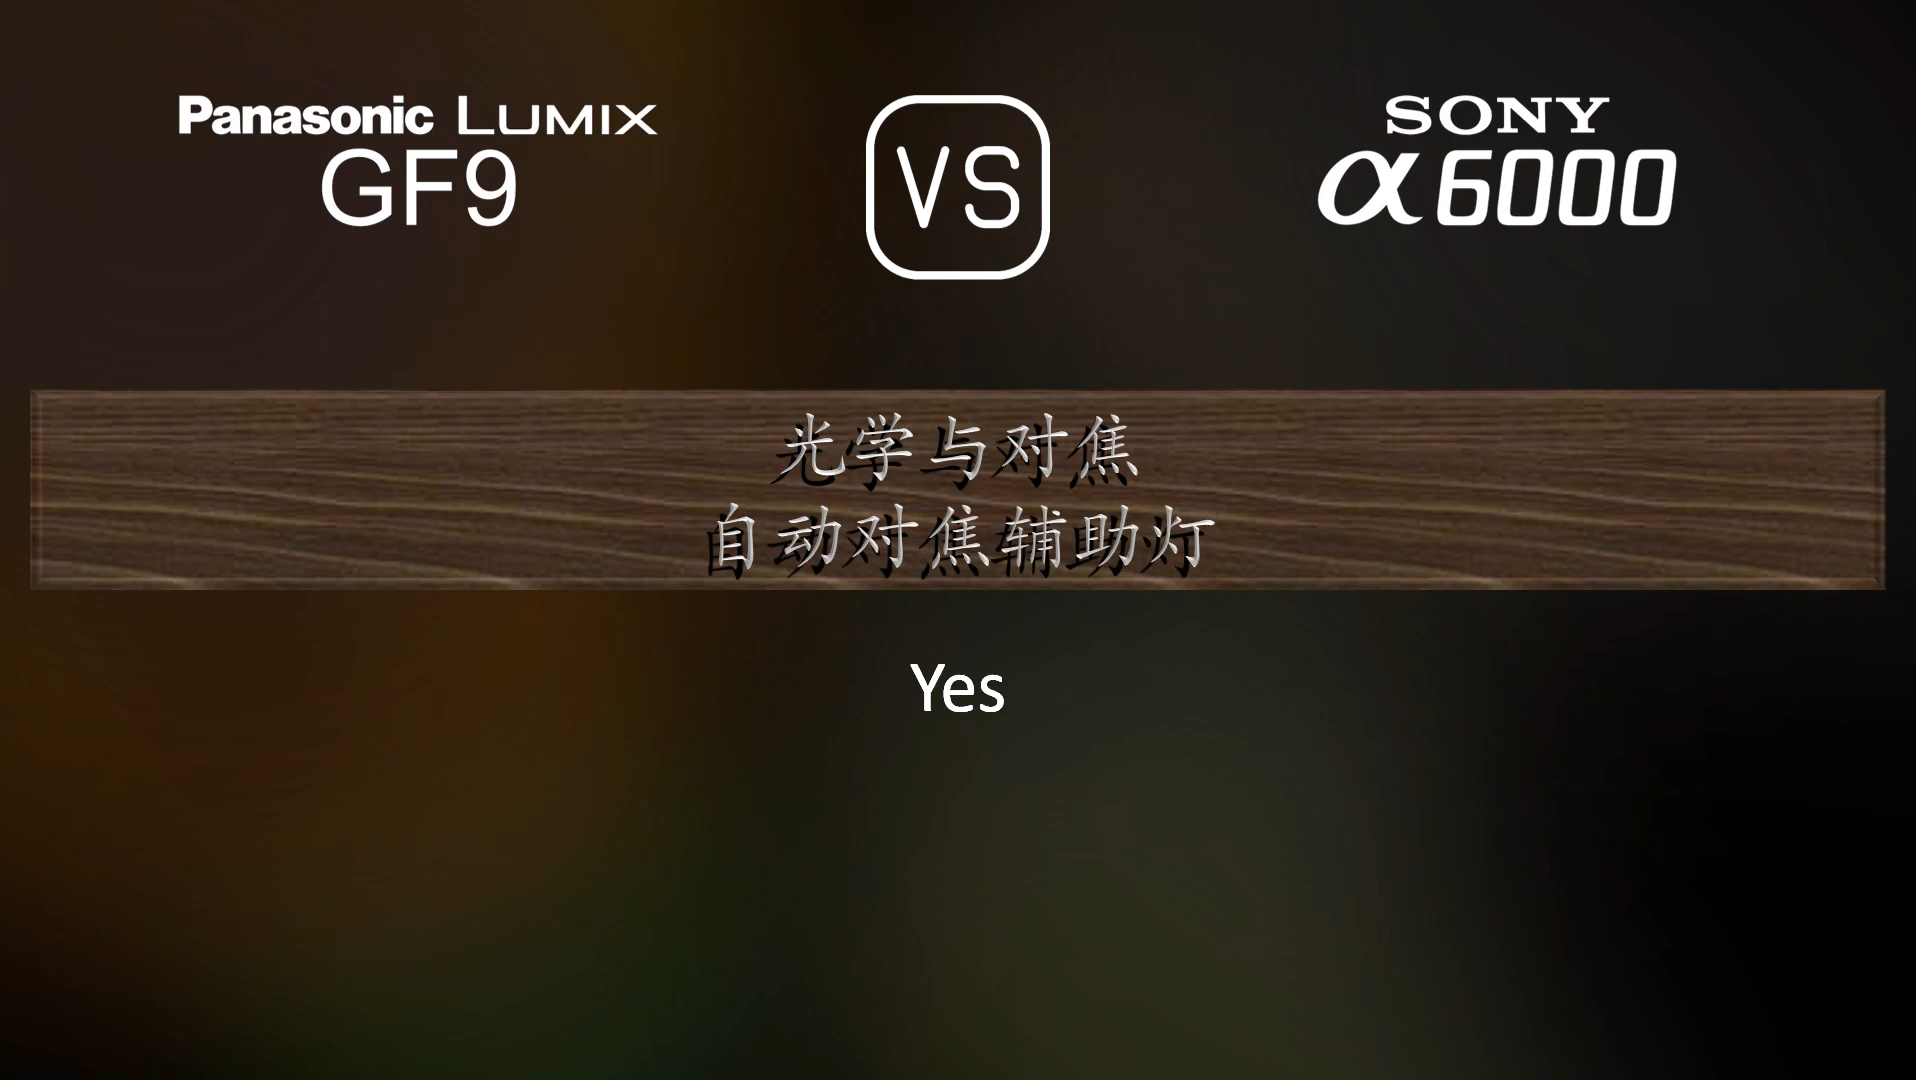 Panasonic LUMIX
GF9
VS
SONY
α6000
光学与对焦
自动对焦辅助灯
Yes